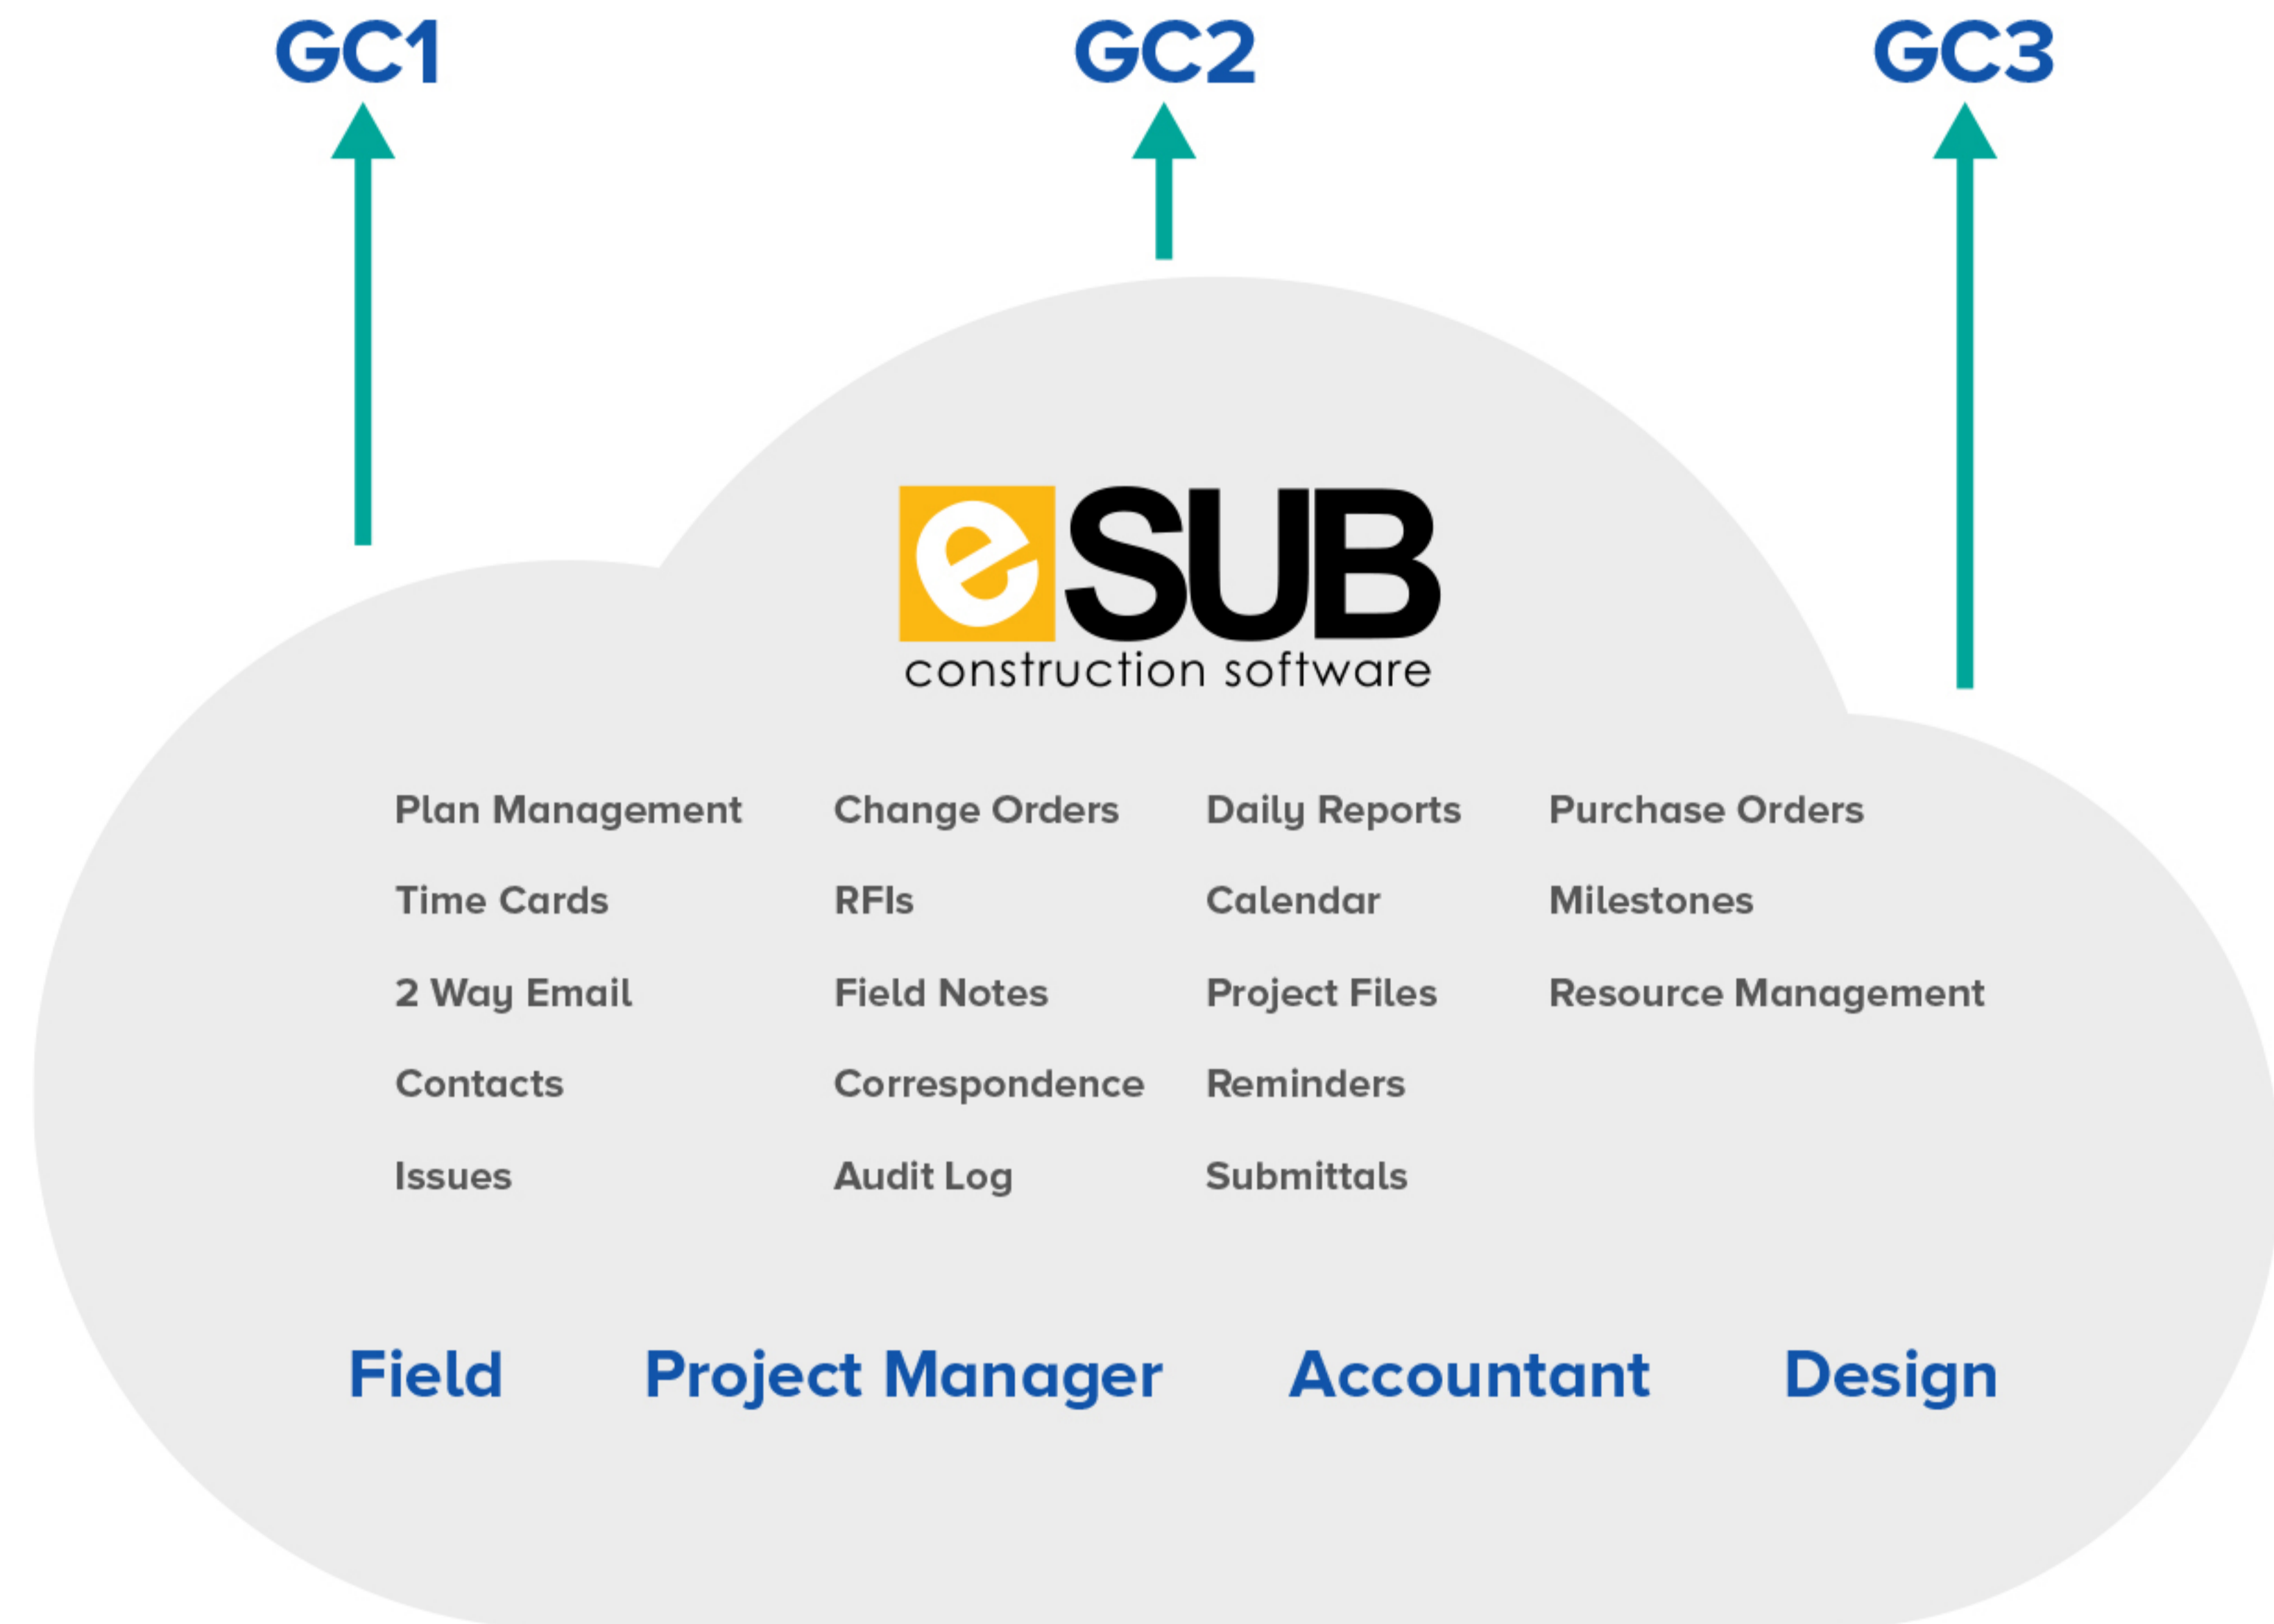 GC1 GC2 GC3
eSUB
construction software
Plan Management Change Orders Daily Reports Purchase Orders
Time Cards RFIs Calendar Milestones
2 Way Email Field Notes Project Files Resource Management
Contacts Correspondence Reminders
Issues Audit Log Submittals
Field Project Manager Accountant Design